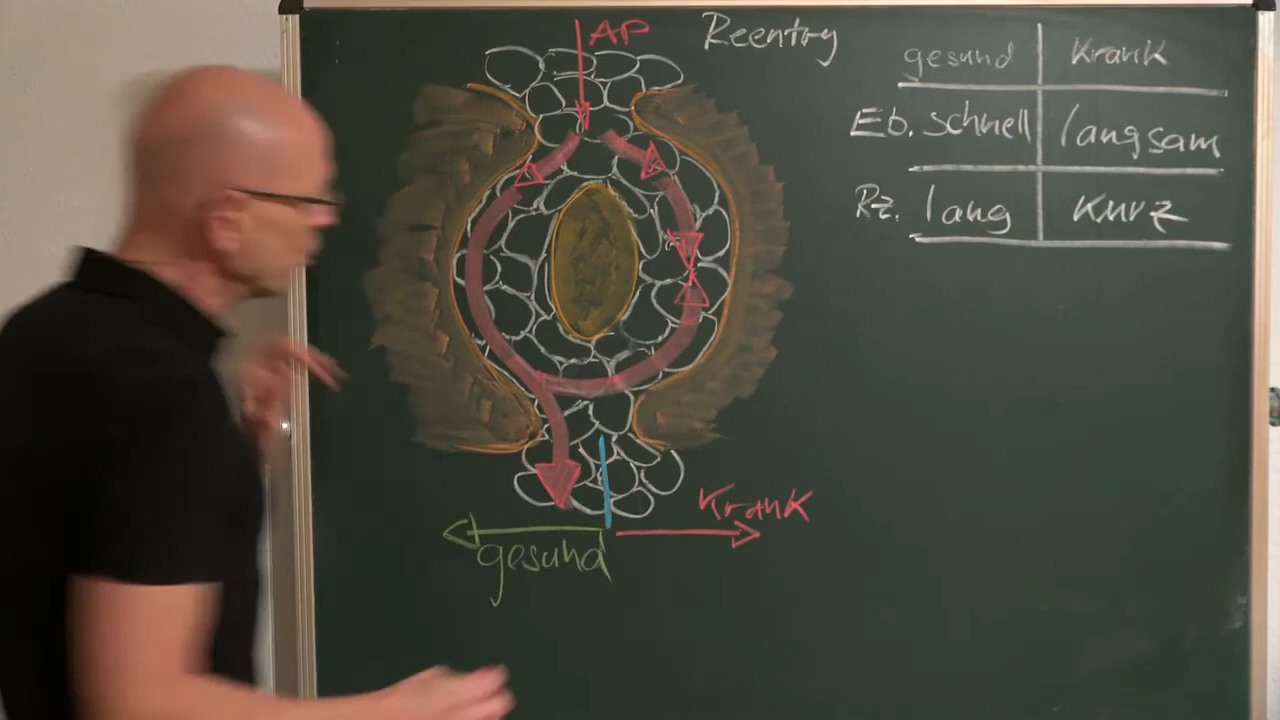 AP
Reentry
gesund Krank
Eb. schnell langsam
Rz. lang Kurz
Krank
gesund